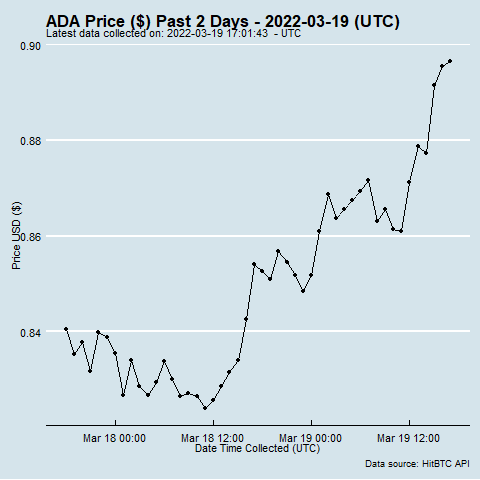 ADA Price ($) Past 2 Days - 2022-03-19 (UTC)
Latest data collected on: 2022-03-19 17:01:43 - UTC
0.90
0.88
0.86
0.84
Price USD ($)
Mar 18 00:00 Mar 18 12:00 Mar 19 00:00 Mar 19 12:00
Date Time Collected (UTC)
Data source: HitBTC API